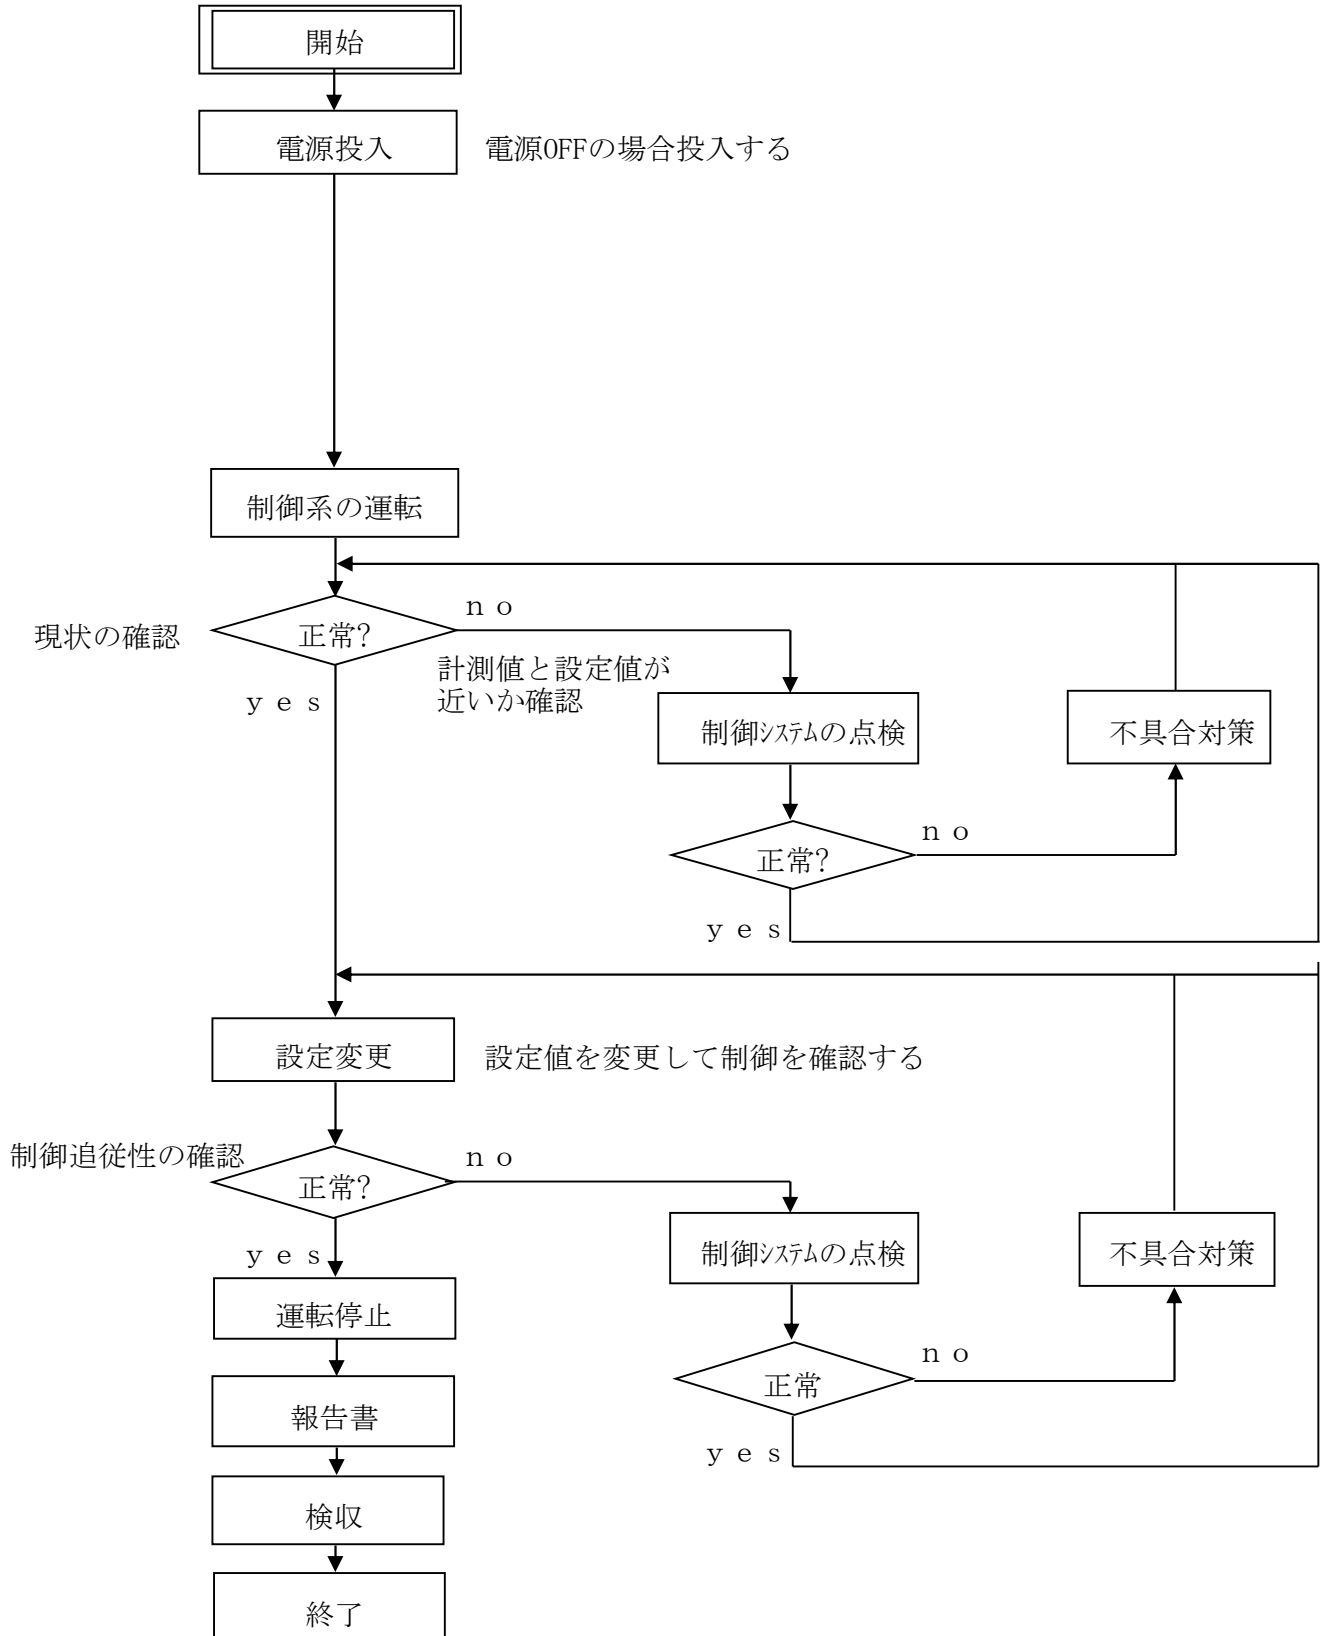 開始
電源投入
電源OFFの場合投入する
制御系の運転
現状の確認
正常?
no
yes
計測値と設定値が
近いか確認
制御ｼｽﾃﾑの点検
不具合対策
正常?
no
yes
設定変更
設定値を変更して制御を確認する
制御追従性の確認
正常?
no
yes
制御ｼｽﾃﾑの点検
不具合対策
運転停止
正常
no
yes
報告書
検収
終了